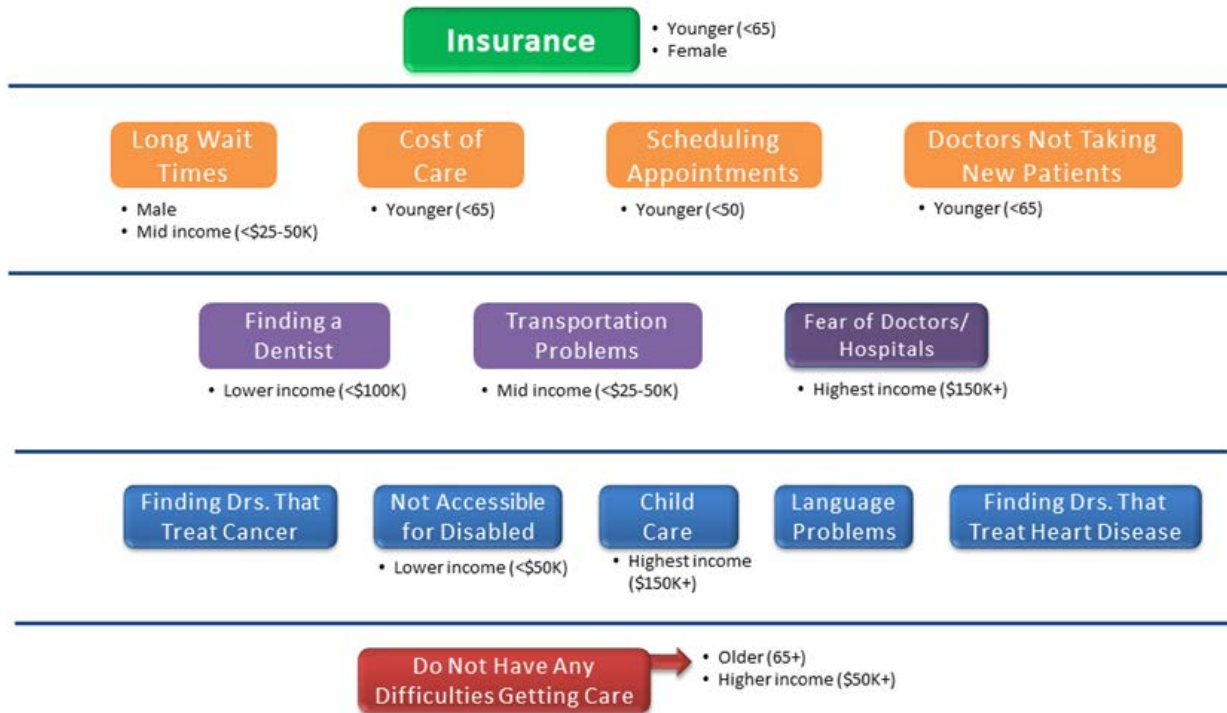 Insurance
• Younger (<65)
• Female
Long Wait
Times
• Male
• Mid income (<$25-50K)
Cost of
Care
• Younger (<65)
Scheduling
Appointments
• Younger (<50)
Doctors Not Taking
New Patients
• Younger (<65)
Finding a
Dentist
• Lower income (<$100K)
Transportation
Problems
• Mid income (<$25-50K)
Fear of Doctors/
Hospitals
• Highest income ($150K+)
Finding Drs. That
Treat Cancer
Not Accessible
for Disabled
• Lower income (<$50K)
Child
Care
• Highest income
($150K+)
Language
Problems
Finding Drs. That
Treat Heart Disease
Do Not Have Any
Difficulties Getting Care
• Older (65+)
• Higher income ($50K+)